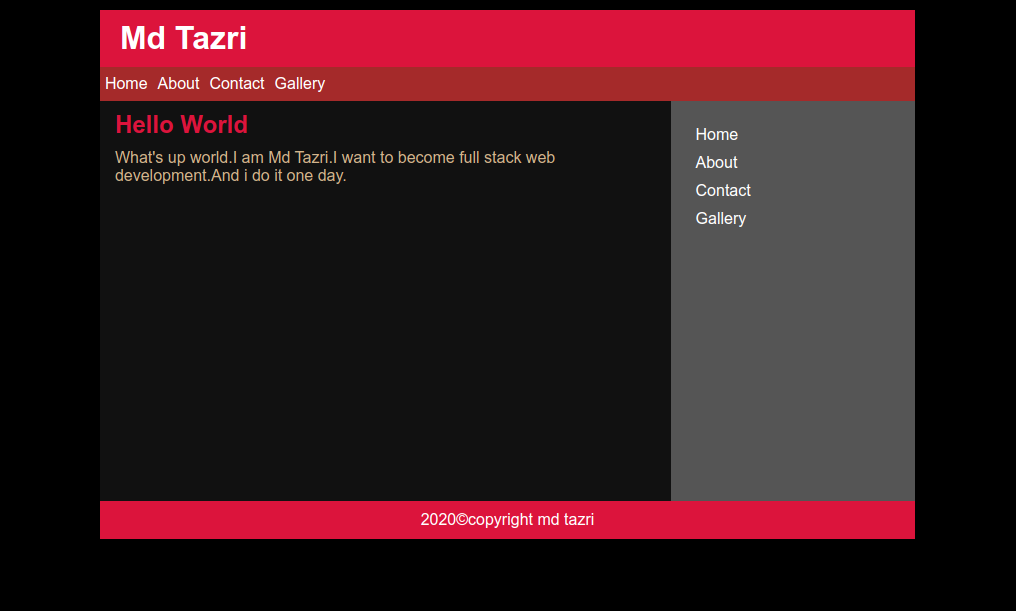 Md Tazri
Home About Contact Gallery
Hello World
What's up world.I am Md Tazri.I want to become full stack web
development.And i do it one day.
Home
About
Contact
Gallery
2020©copyright md tazri